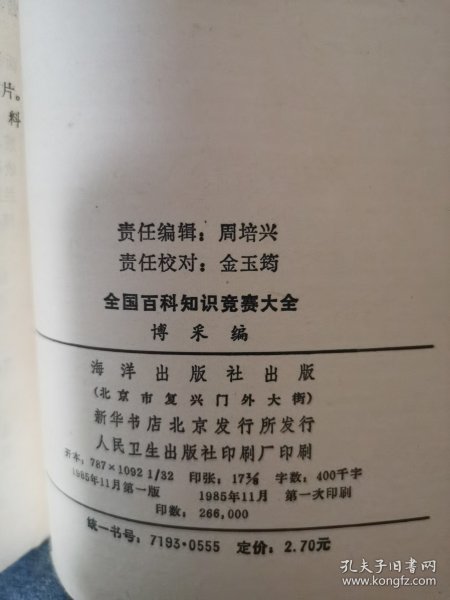 片。
料
责任编辑：周培兴
责任校对：金玉筠
全国百科知识竞赛大全
博采编
海洋出版社出版
（北京市复兴门外大街）
新华书店北京发行所发行
人民卫生出版社印刷厂印刷
开本：787×1092 1/32 印张：17⅜ 字数：400千字
1985年11月第一版 1985年11月 第一次印刷
印数：266,000
统一书号：7193·0555 定价：2.70元
孔夫子旧书网
www.kongfz.com